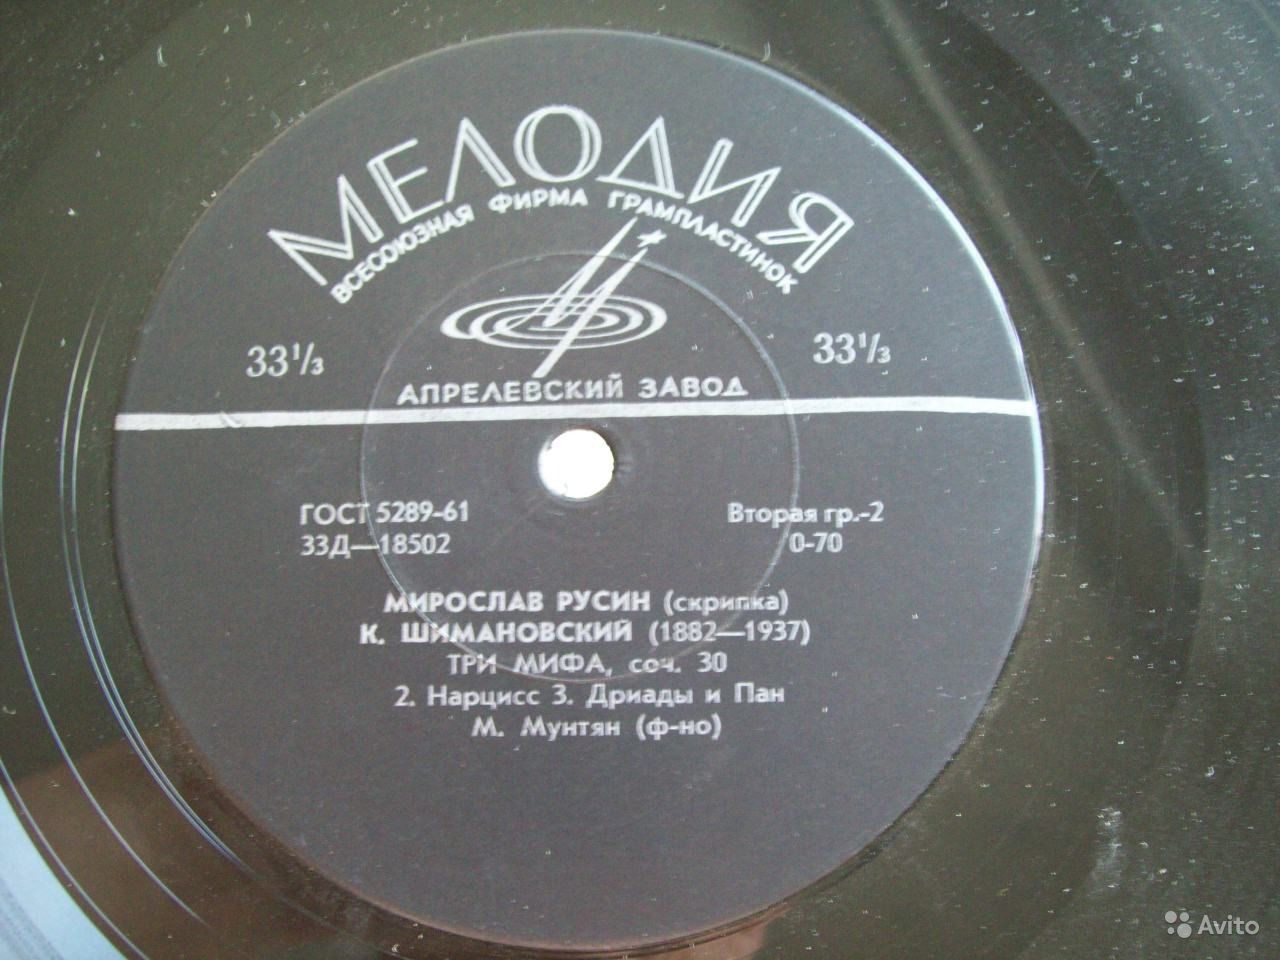 МЕЛОДИЯ
ВСЕСОЮЗНАЯ ФИРМА ГРАМПЛАСТИНОК
33⅓ 33⅓
АПРЕЛЕВСКИЙ ЗАВОД
ГОСТ 5289-61 Вторая гр.-2
33Д—18502 0-70
МИРОСЛАВ РУСИН (скрипка)
К. ШИМАНОВСКИЙ (1882—1937)
ТРИ МИФА, соч. 30
2. Нарцисс 3. Дриады и Пан
М. Мунтян (ф-но)
Avito